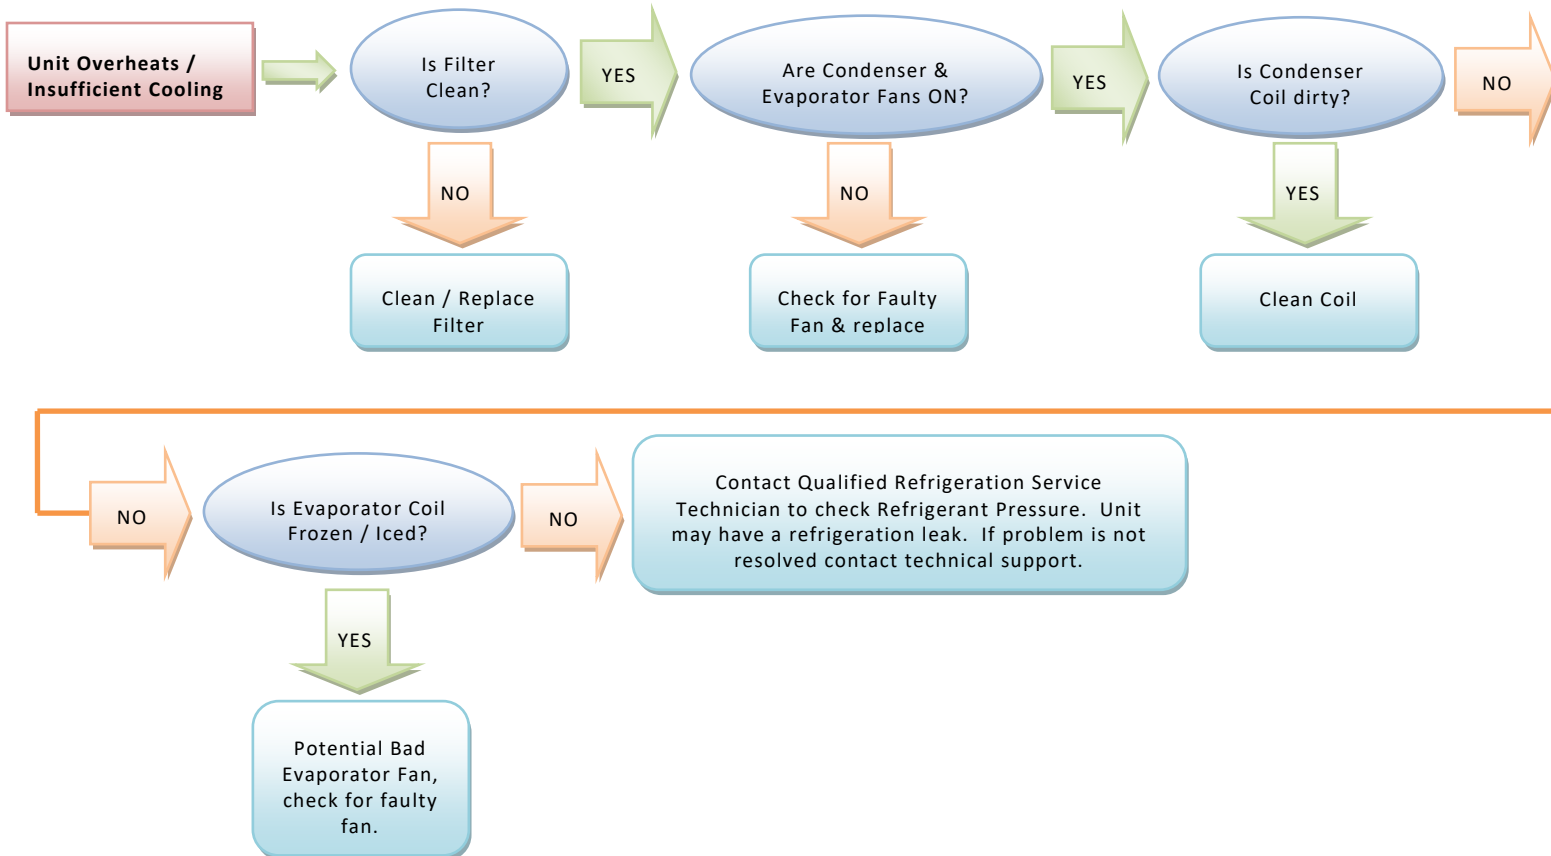 Unit Overheats /
Insufficient Cooling
Is Filter
Clean?
YES
Are Condenser &
Evaporator Fans ON?
YES
Is Condenser
Coil dirty?
NO
NO
NO
YES
Clean / Replace
Filter
Check for Faulty
Fan & replace
Clean Coil
NO
Is Evaporator Coil
Frozen / Iced?
NO
Contact Qualified Refrigeration Service
Technician to check Refrigerant Pressure.  Unit
may have a refrigeration leak.  If problem is not
resolved contact technical support.
YES
Potential Bad
Evaporator Fan,
check for faulty
fan.